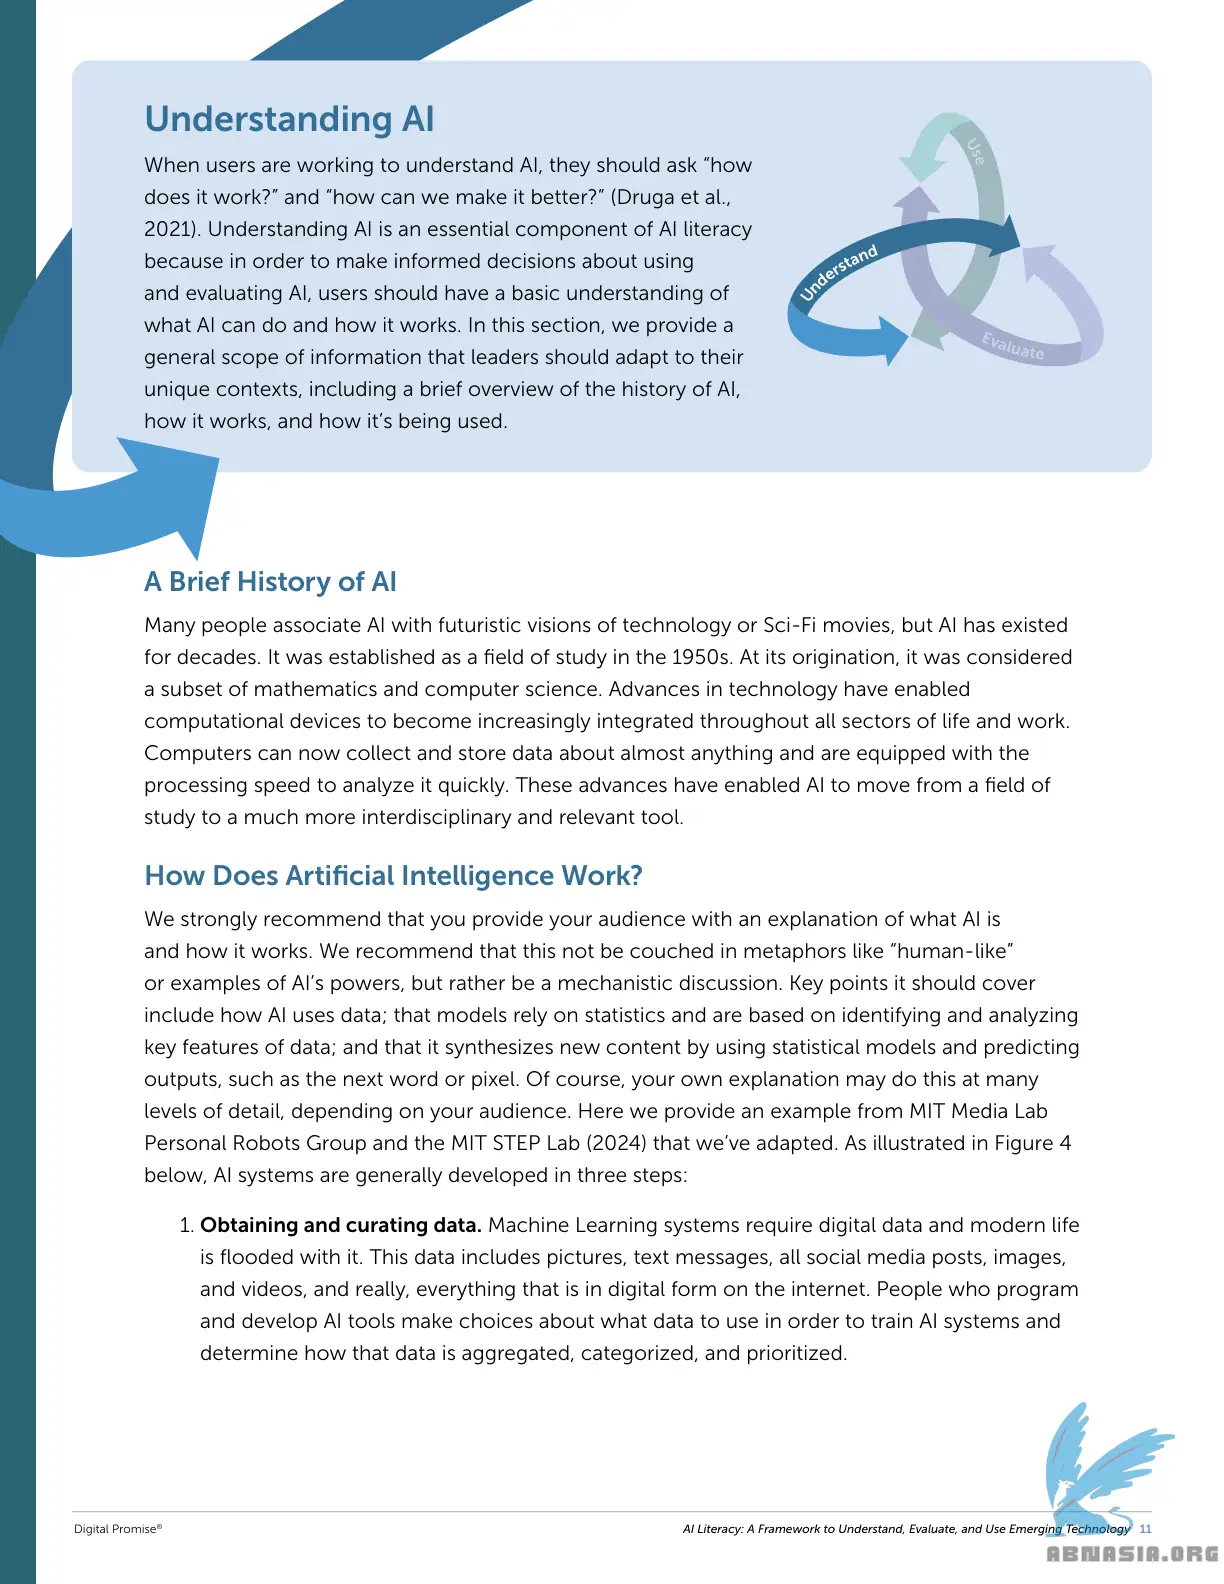 Understanding AI
When users are working to understand AI, they should ask “how
does it work?” and “how can we make it better?” (Druga et al.,
2021). Understanding AI is an essential component of AI literacy
because in order to make informed decisions about using
and evaluating AI, users should have a basic understanding of
what AI can do and how it works. In this section, we provide a
general scope of information that leaders should adapt to their
unique contexts, including a brief overview of the history of AI,
how it works, and how it’s being used.
Use
Understand
Evaluate
A Brief History of AI
Many people associate AI with futuristic visions of technology or Sci-Fi movies, but AI has existed
for decades. It was established as a field of study in the 1950s. At its origination, it was considered
a subset of mathematics and computer science. Advances in technology have enabled
computational devices to become increasingly integrated throughout all sectors of life and work.
Computers can now collect and store data about almost anything and are equipped with the
processing speed to analyze it quickly. These advances have enabled AI to move from a field of
study to a much more interdisciplinary and relevant tool.
How Does Artificial Intelligence Work?
We strongly recommend that you provide your audience with an explanation of what AI is
and how it works. We recommend that this not be couched in metaphors like “human-like”
or examples of AI’s powers, but rather be a mechanistic discussion. Key points it should cover
include how AI uses data; that models rely on statistics and are based on identifying and analyzing
key features of data; and that it synthesizes new content by using statistical models and predicting
outputs, such as the next word or pixel. Of course, your own explanation may do this at many
levels of detail, depending on your audience. Here we provide an example from MIT Media Lab
Personal Robots Group and the MIT STEP Lab (2024) that we’ve adapted. As illustrated in Figure 4
below, AI systems are generally developed in three steps:
1. Obtaining and curating data. Machine Learning systems require digital data and modern life
is flooded with it. This data includes pictures, text messages, all social media posts, images,
and videos, and really, everything that is in digital form on the internet. People who program
and develop AI tools make choices about what data to use in order to train AI systems and
determine how that data is aggregated, categorized, and prioritized.
Digital Promise®
AI Literacy: A Framework to Understand, Evaluate, and Use Emerging Technology 11
ABNASIA.ORG